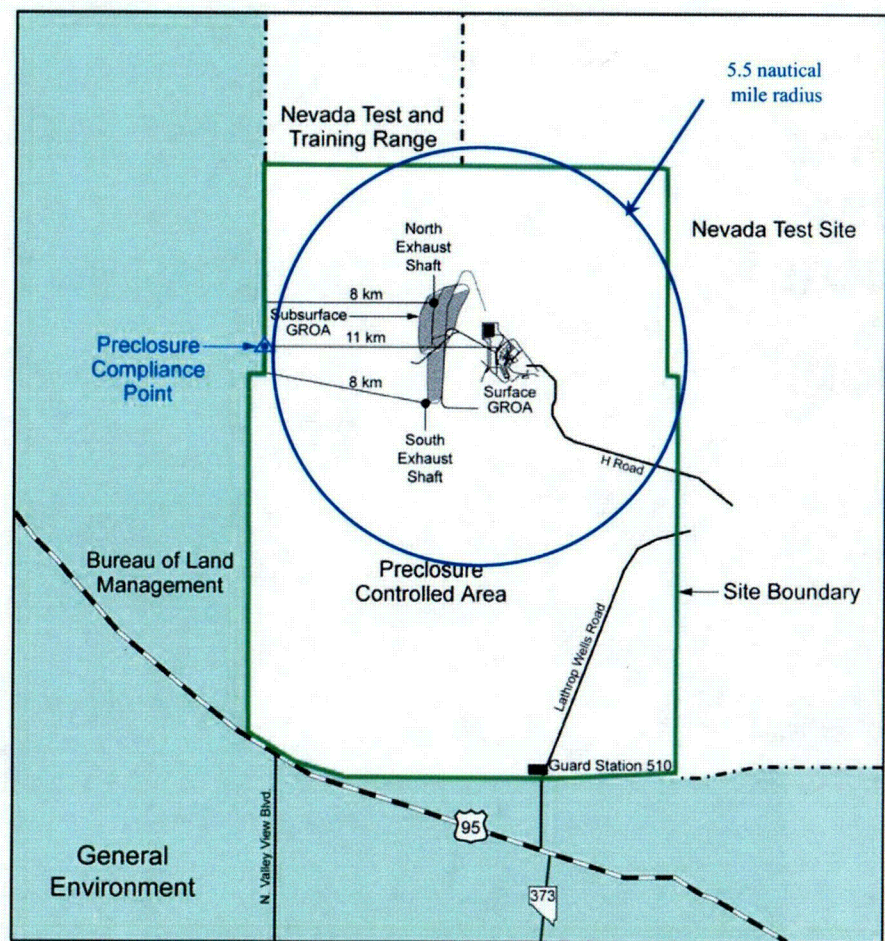 5.5 nautical
mile radius
Nevada Test and
Training Range
Nevada Test Site
North
Exhaust
Shaft
8 km
Subsurface
GROA
11 km
Preclosure
Compliance
Point
8 km
Surface
GROA
South
Exhaust
Shaft
H Road
Bureau of Land
Management
Preclosure
Controlled Area
Site Boundary
Lathrop Wells Road
Guard Station 510
95
General
Environment
N. Valley View Blvd.
373